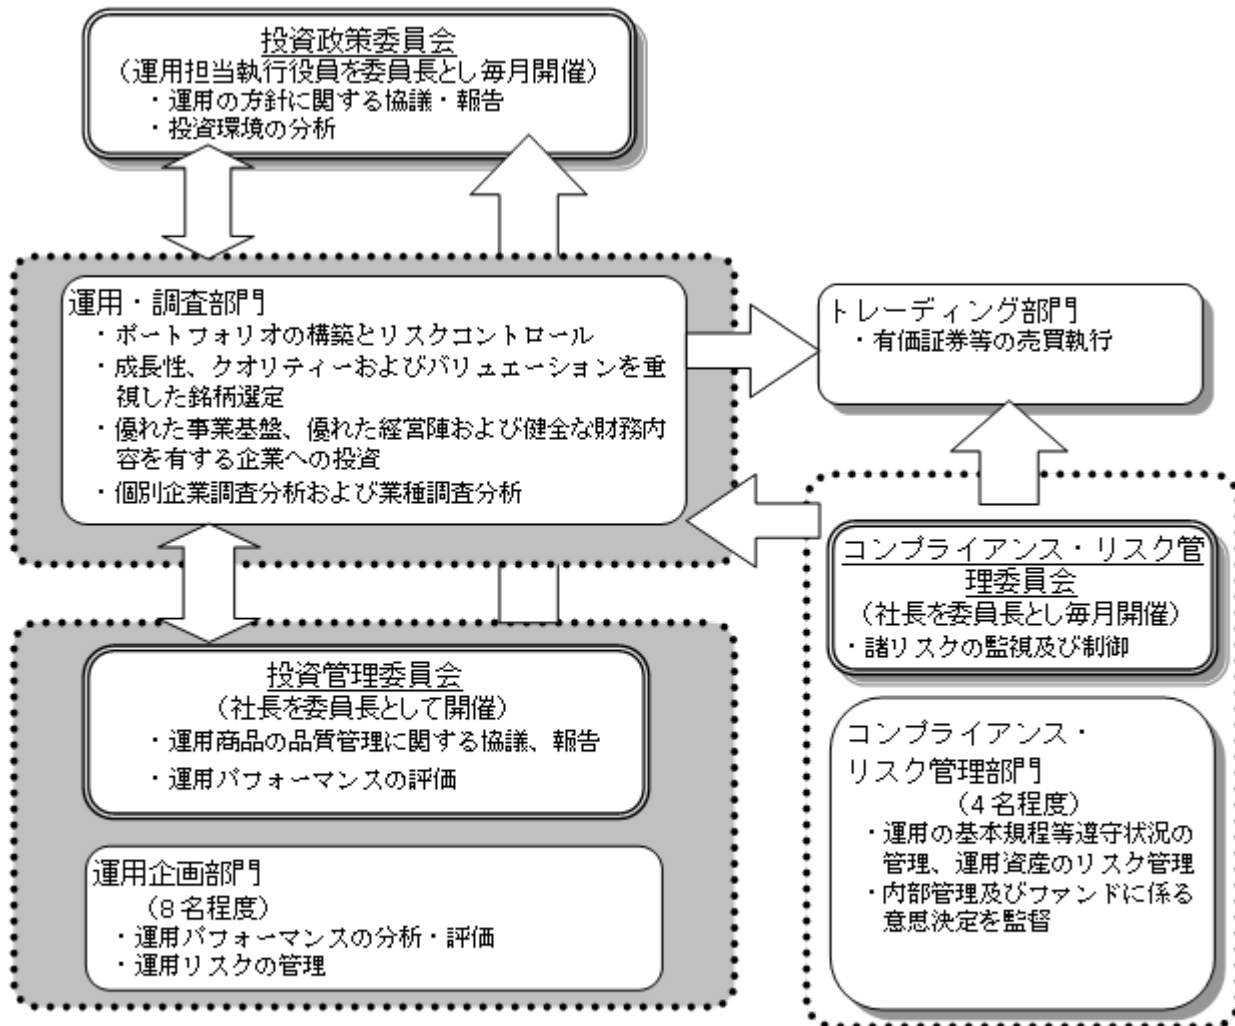 投資政策委員会
（運用担当執行役員を委員長とし毎月開催）
・運用の方針に関する協議・報告
・投資環境の分析
運用・調査部門
・ポートフォリオの構築とリスクコントロール
・成長性、クオリティーおよびバリュエーションを重
視した銘柄選定
・優れた事業基盤、優れた経営陣および健全な財務内
容を有する企業への投資
・個別企業調査分析および業種調査分析
トレーディング部門
・有価証券等の売買執行
コンプライアンス・リスク管
理委員会
（社長を委員長とし毎月開催）
・諸リスクの監視及び制御
投資管理委員会
（社長を委員長として開催）
・運用商品の品質管理に関する協議、報告
・運用パフォーマンスの評価
コンプライアンス・
リスク管理部門
（4名程度）
・運用の基本規程等遵守状況の
管理、運用資産のリスク管理
・内部管理及びファンドに係る
意思決定を監督
運用企画部門
（8名程度）
・運用パフォーマンスの分析・評価
・運用リスクの管理